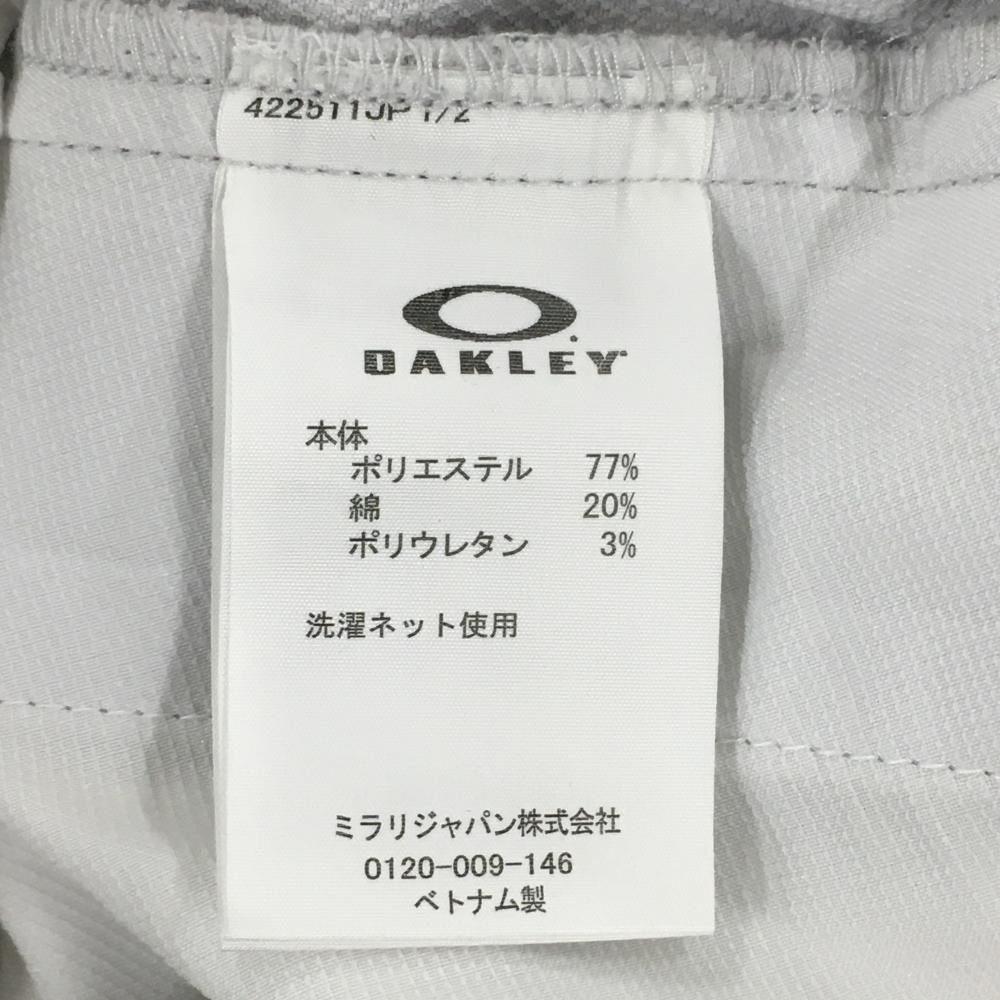 422511JP 1/2
OAKLEY
本体
ポリエステル 77%
綿 20%
ポリウレタン 3%
洗濯ネット使用
ミラリジャパン株式会社
0120-009-146
ベトナム製